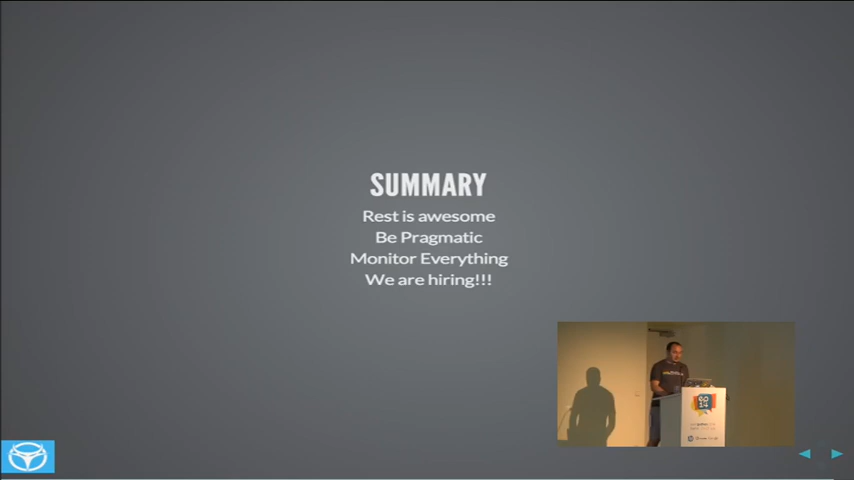 SUMMARY
Rest is awesome
Be Pragmatic
Monitor Everything
We are hiring!!!